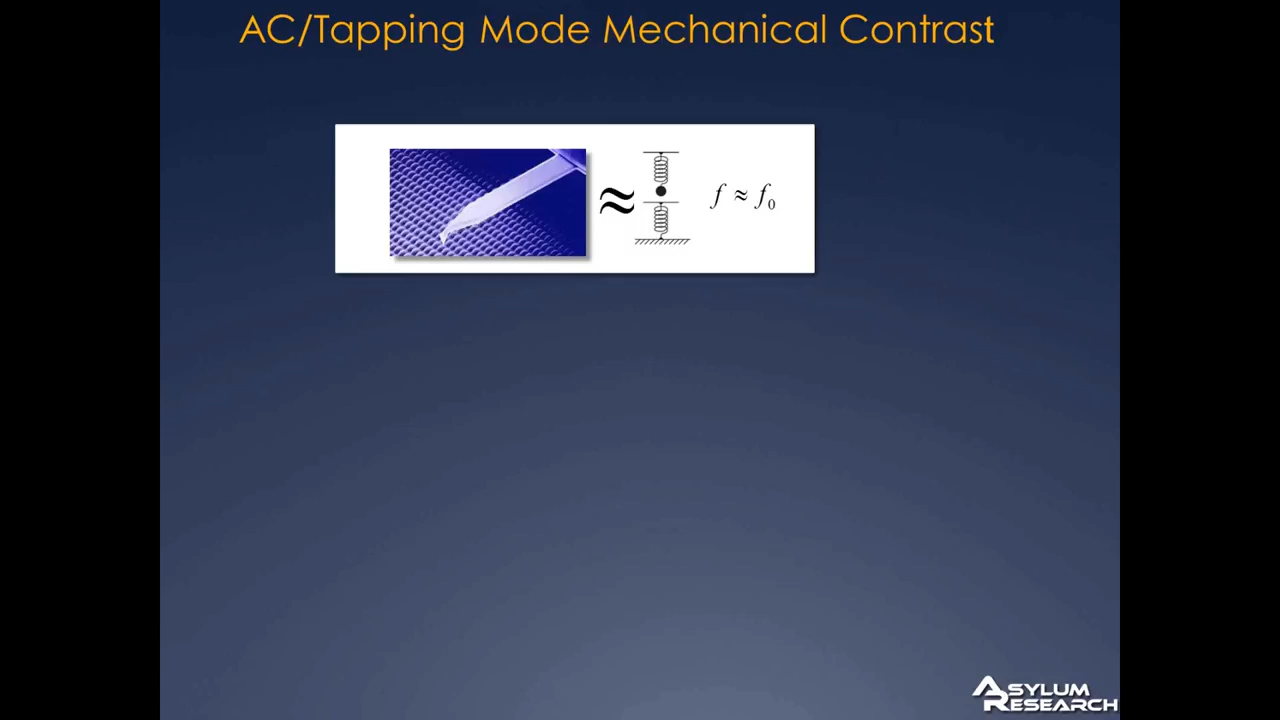 AC/Tapping Mode Mechanical Contrast
≈ f ≈ f₀
ASYLUM
RESEARCH